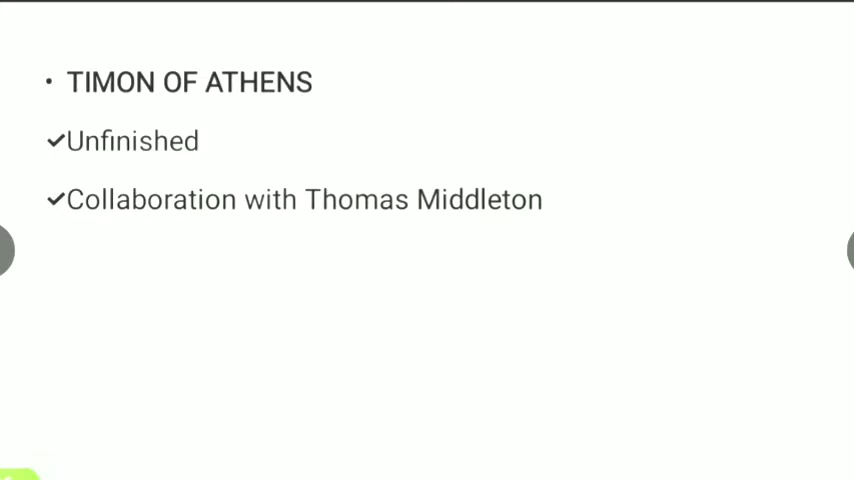 • TIMON OF ATHENS
✔Unfinished
✔Collaboration with Thomas Middleton